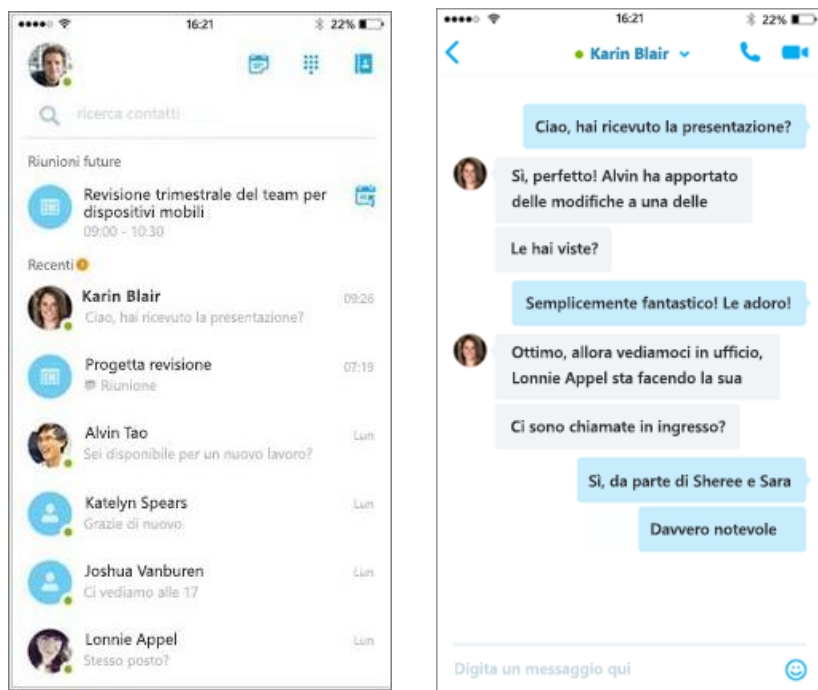 16:21
22%
ricerca contatti
Riunioni future
Revisione trimestrale del team per
dispositivi mobili
09:00 - 10:30
Recenti
Karin Blair
09:26
Ciao, hai ricevuto la presentazione?
Progetta revisione
07:19
Riunione
Alvin Tao
Lun
Sei disponibile per un nuovo lavoro?
Katelyn Spears
Lun
Grazie di nuovo.
Joshua Vanburen
Lun
Ci vediamo alle 17
Lonnie Appel
Lun
Stesso posto?
16:21
22%
Karin Blair
Ciao, hai ricevuto la presentazione?
Sì, perfetto! Alvin ha apportato
delle modifiche a una delle
Le hai viste?
Semplicemente fantastico! Le adoro!
Ottimo, allora vediamoci in ufficio,
Lonnie Appel sta facendo la sua
Ci sono chiamate in ingresso?
Sì, da parte di Sheree e Sara
Davvero notevole
Digita un messaggio qui